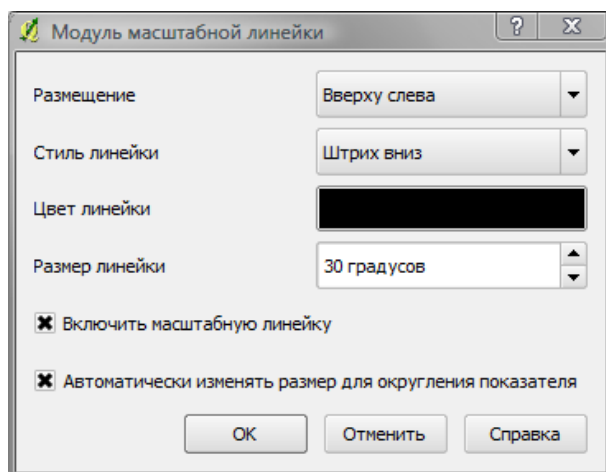 Модуль масштабной линейки
Размещение
Вверху слева
Стиль линейки
Штрих вниз
Цвет линейки
Размер линейки
30 градусов
Включить масштабную линейку
Автоматически изменять размер для округления показателя
OK
Отменить
Справка